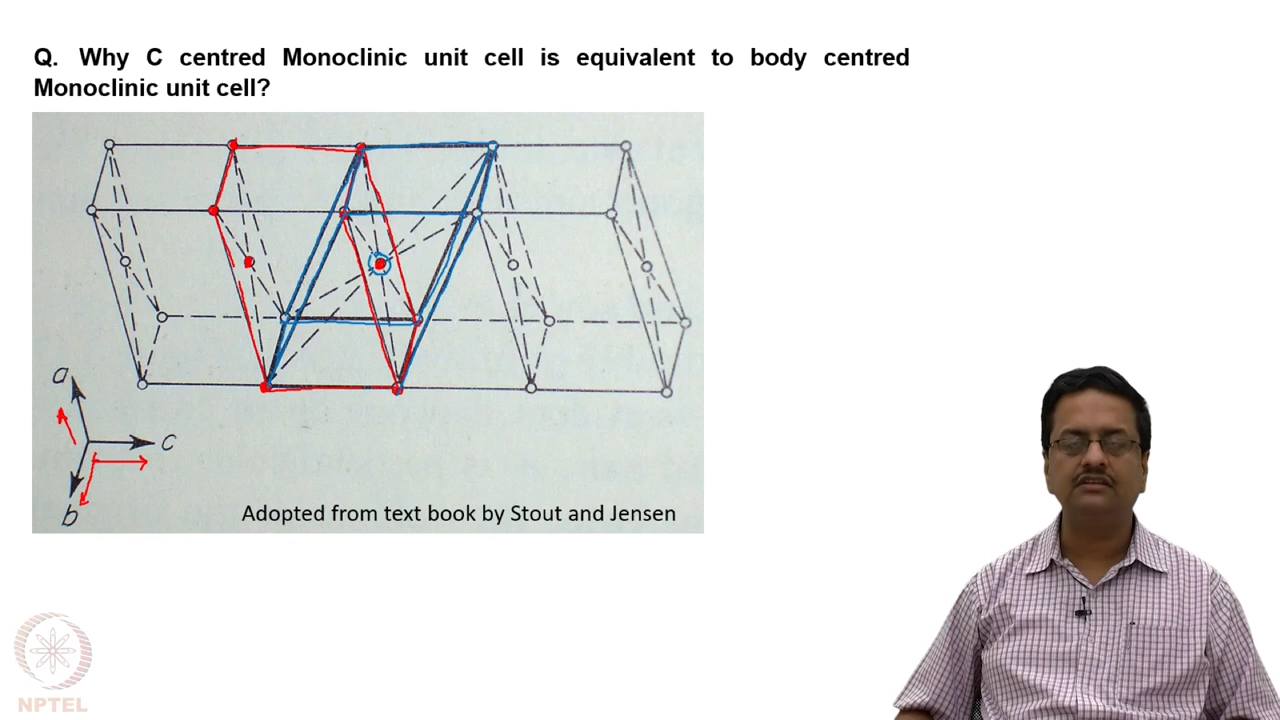 Q. Why C centred Monoclinic unit cell is equivalent to body centred
Monoclinic unit cell?
a
c
b
Adopted from text book by Stout and Jensen
NPTEL